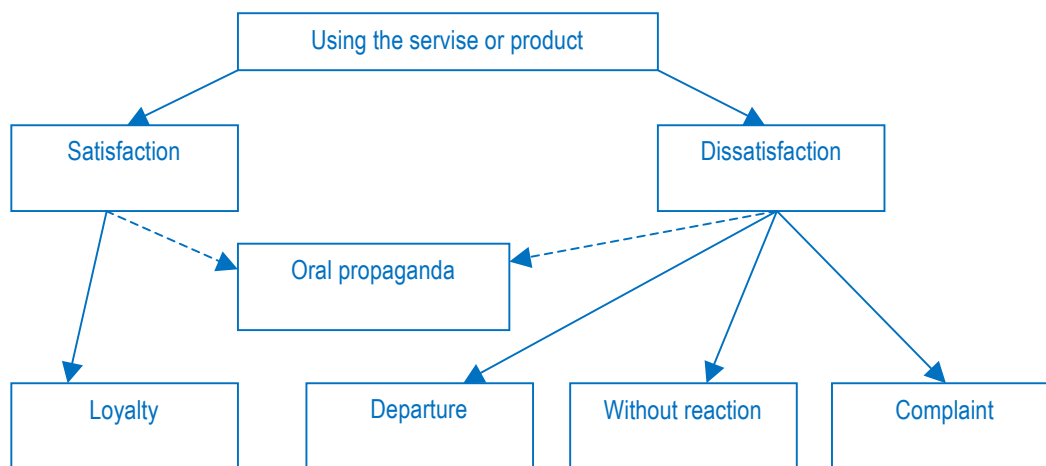 Using the servise or product
Satisfaction
Dissatisfaction
Oral propaganda
Loyalty
Departure
Without reaction
Complaint